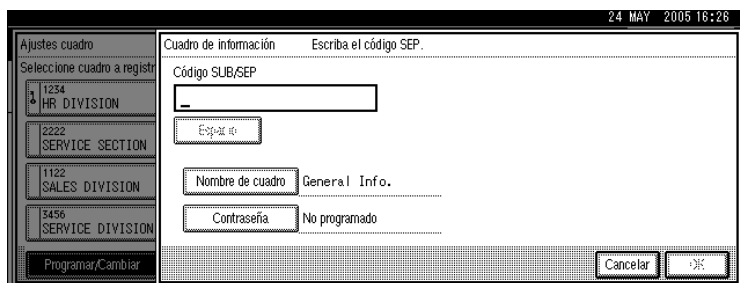 24 MAY 2005 16:26
Ajustes cuadro
Seleccione cuadro a registr
1234
HR DIVISION
2222
SERVICE SECTION
1122
SALES DIVISION
3456
SERVICE DIVISION
Programar/Cambiar
Cuadro de información Escriba el código SEP.
Código SUB/SEP
Espacio
Nombre de cuadro General Info.
Contraseña No programado
Cancelar OK